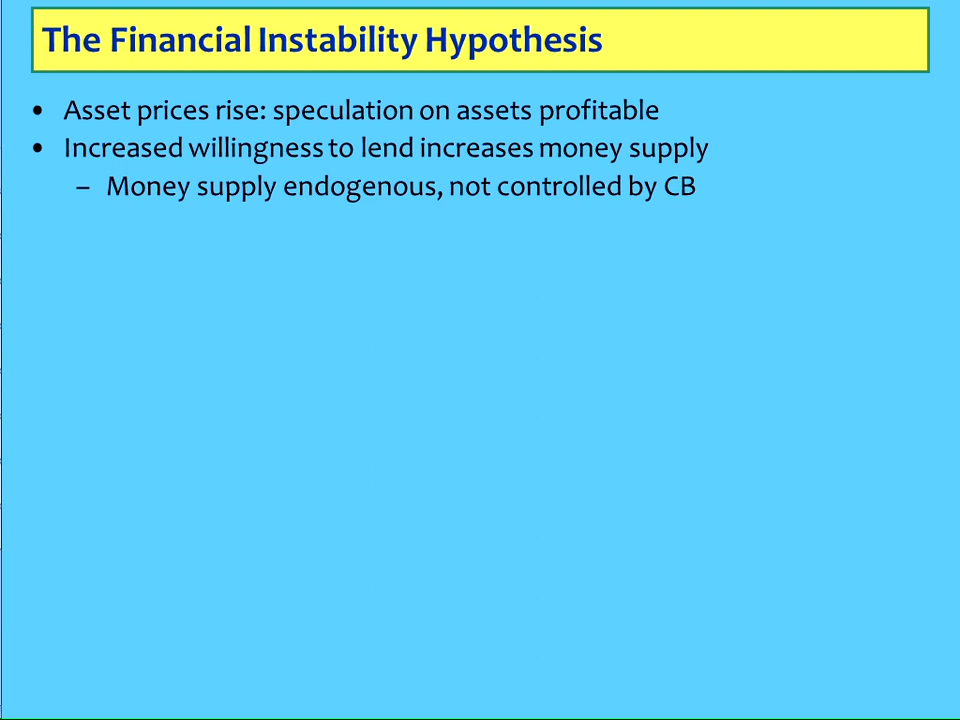 The Financial Instability Hypothesis
• Asset prices rise: speculation on assets profitable
• Increased willingness to lend increases money supply
– Money supply endogenous, not controlled by CB